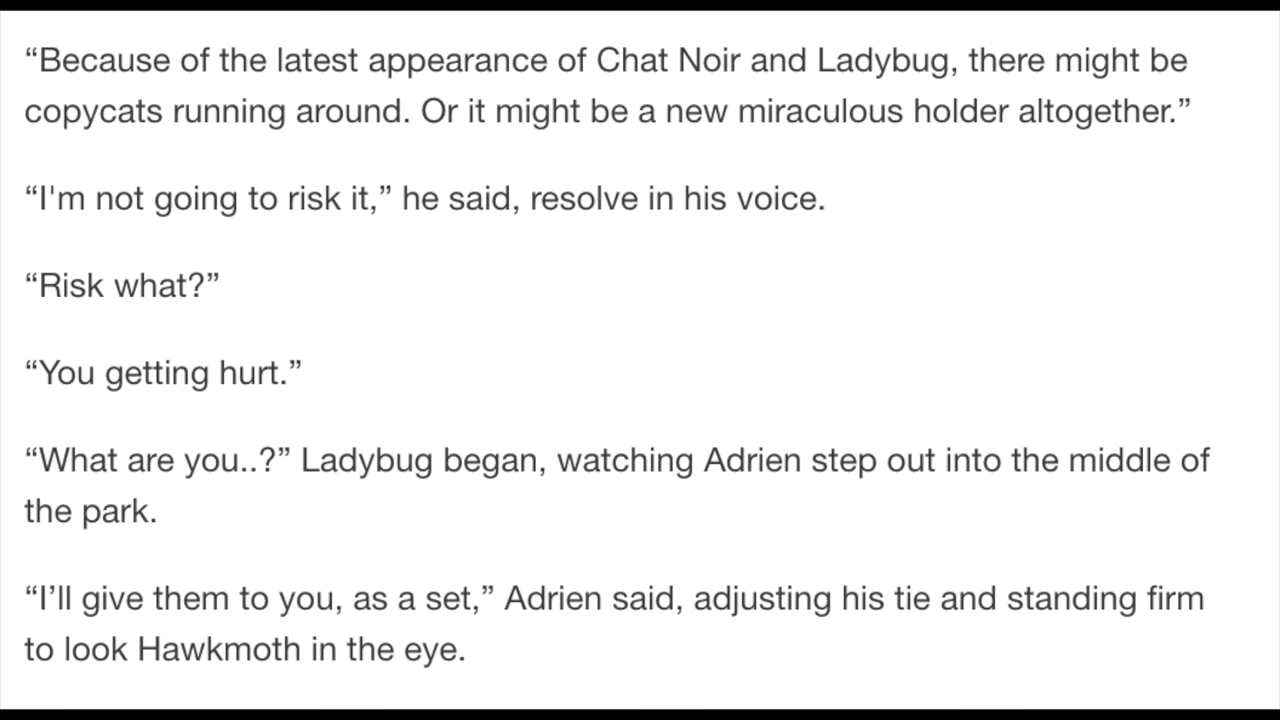 “Because of the latest appearance of Chat Noir and Ladybug, there might be
copycats running around. Or it might be a new miraculous holder altogether.”
“I'm not going to risk it,” he said, resolve in his voice.
“Risk what?”
“You getting hurt.”
“What are you..?” Ladybug began, watching Adrien step out into the middle of
the park.
“I’ll give them to you, as a set,” Adrien said, adjusting his tie and standing firm
to look Hawkmoth in the eye.